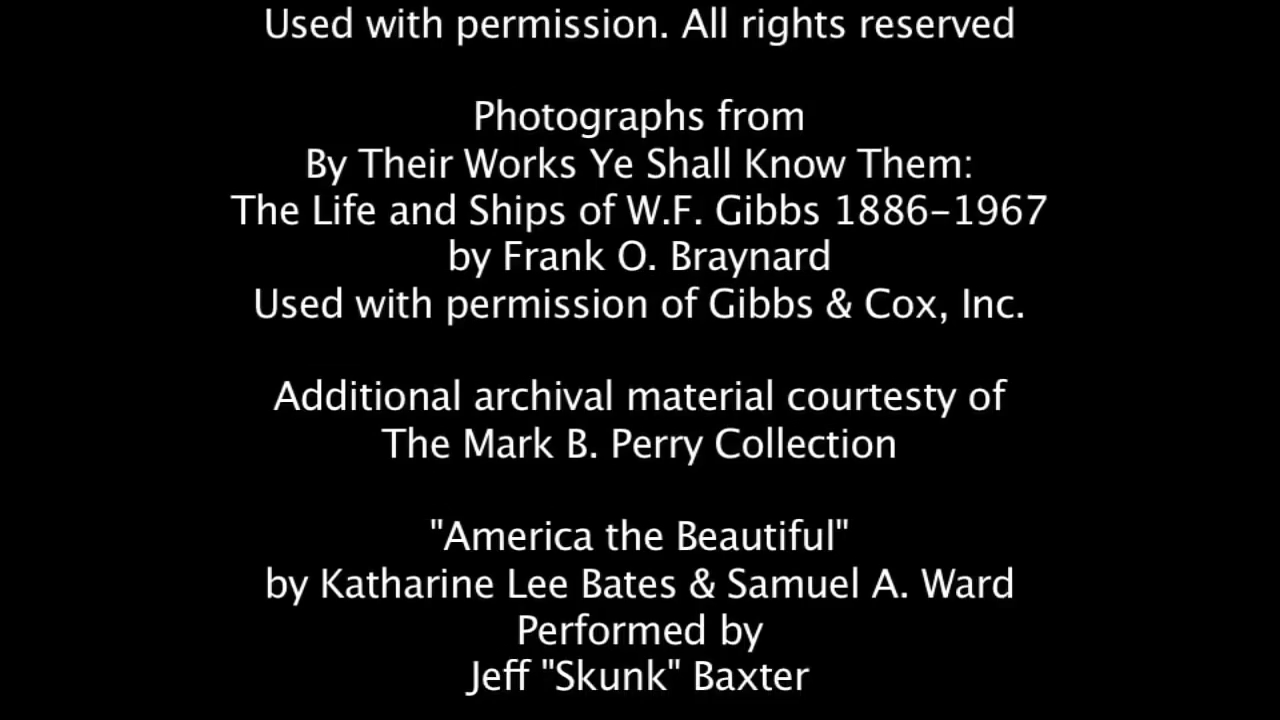 Used with permission. All rights reserved
Photographs from
By Their Works Ye Shall Know Them:
The Life and Ships of W.F. Gibbs 1886-1967
by Frank O. Braynard
Used with permission of Gibbs & Cox, Inc.
Additional archival material courtesty of
The Mark B. Perry Collection
"America the Beautiful"
by Katharine Lee Bates & Samuel A. Ward
Performed by
Jeff "Skunk" Baxter